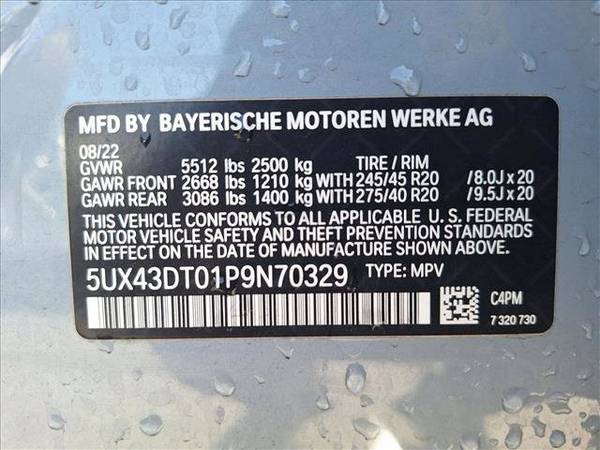 MFD BY BAYERISCHE MOTOREN WERKE AG
08/22
GVWR 5512 lbs 2500 kg TIRE / RIM
GAWR FRONT 2668 lbs 1210 kg WITH 245/45 R20 /8.0J x 20
GAWR REAR 3086 lbs 1400 kg WITH 275/40 R20 /9.5J x 20
THIS VEHICLE CONFORMS TO ALL APPLICABLE U. S. FEDERAL
MOTOR VEHICLE SAFETY AND THEFT PREVENTION STANDARDS
IN EFFECT ON THE DATE OF MANUFACTURE SHOWN ABOVE.
5UX43DT01P9N70329 TYPE: MPV
C4PM
7 320 730